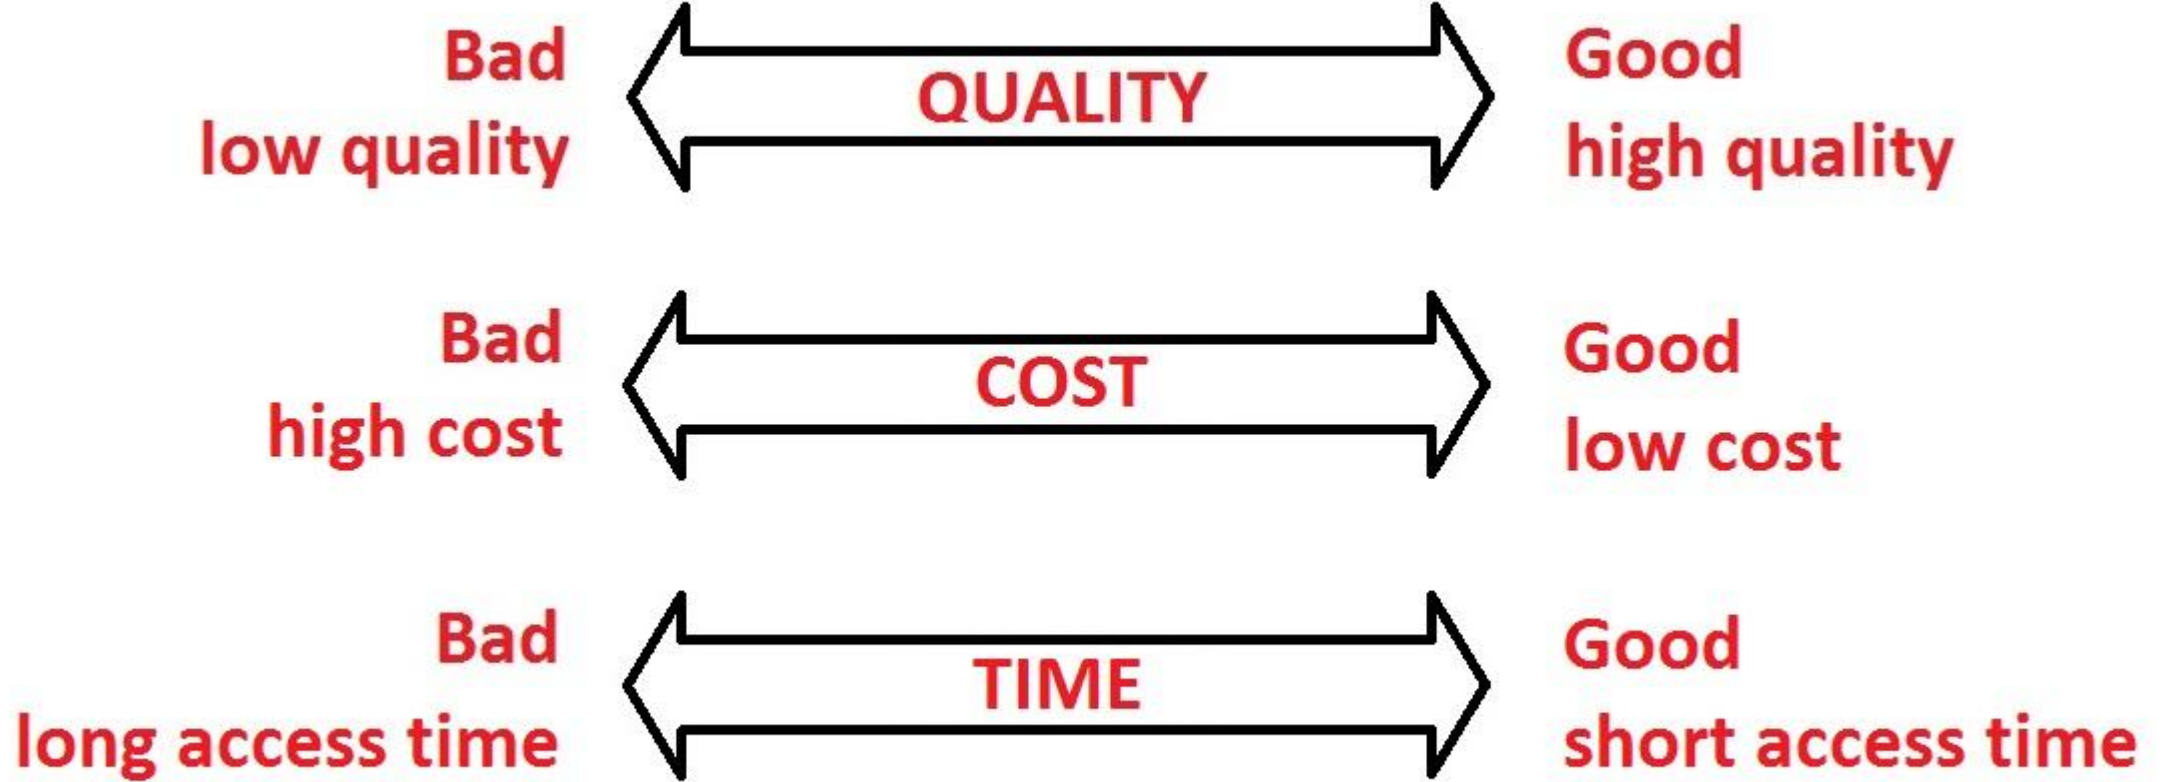 Bad
low quality
QUALITY
Good
high quality
Bad
high cost
COST
Good
low cost
Bad
long access time
TIME
Good
short access time